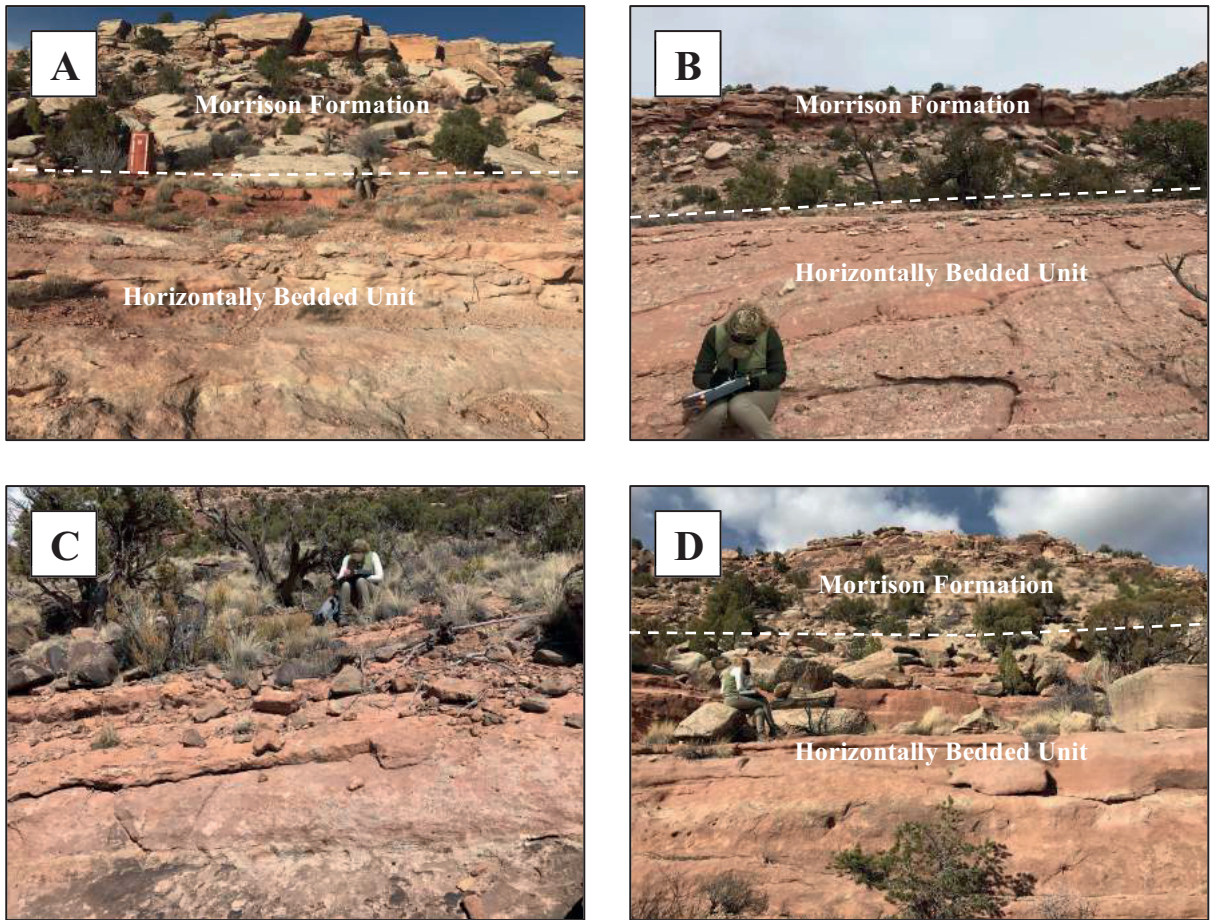 A
Morrison Formation
Horizontally Bedded Unit
B
Morrison Formation
Horizontally Bedded Unit
C
D
Morrison Formation
Horizontally Bedded Unit